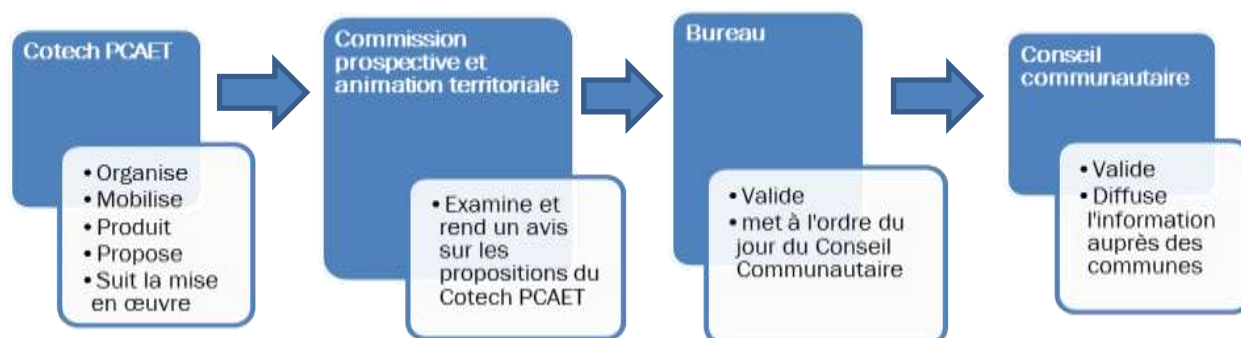 Cotech PCAET
• Organise
• Mobilise
• Produit
• Propose
• Suit la mise
en œuvre
Commission
prospective et
animation territoriale
• Examine et
rend un avis
sur les
propositions du
Cotech PCAET
Bureau
• Valide
• met à l'ordre du
jour du Conseil
Communautaire
Conseil
communautaire
• Valide
• Diffuse
l'information
auprès des
communes